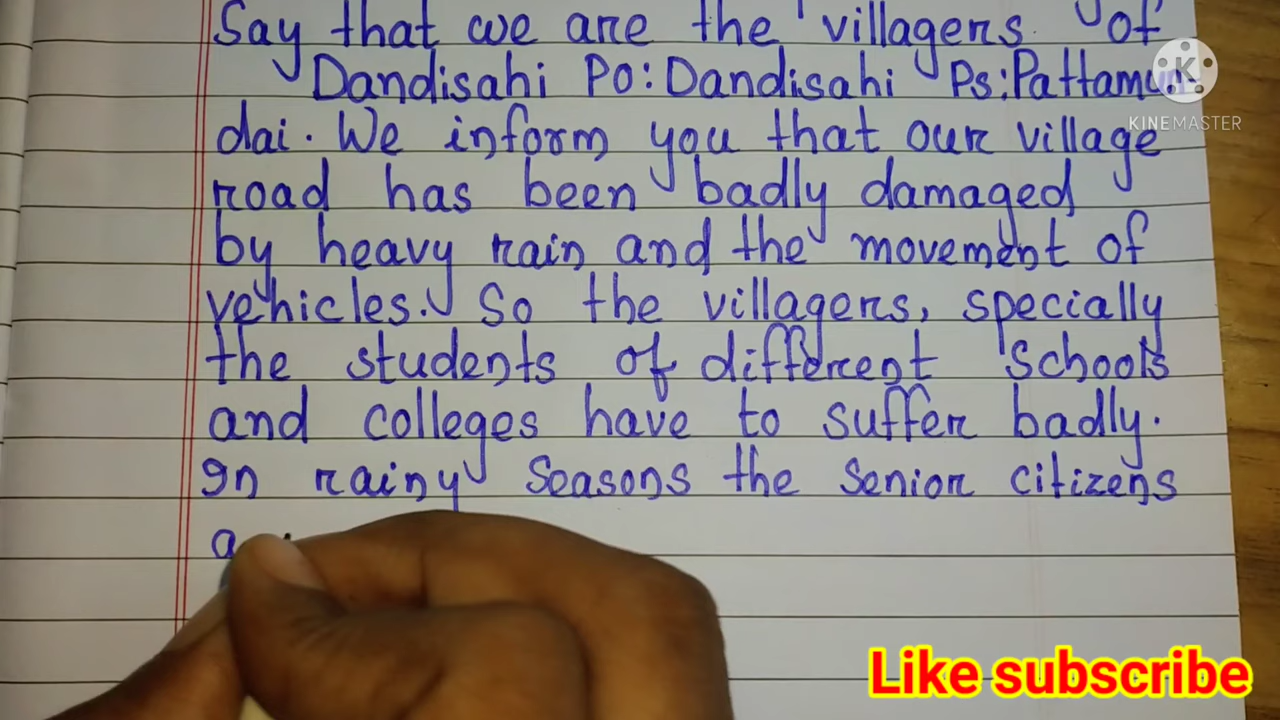 Say that we are the villagers of
Dandisahi Po: Dandisahi Ps: Pattamun
dai. We inform you that our village
road has been badly damaged
by heavy rain and the movement of
vehicles. So the villagers, specially
the students of different Schools
and colleges have to suffer badly.
In rainy Seasons the Senior citizens
KINEMASTER
Like subscribe